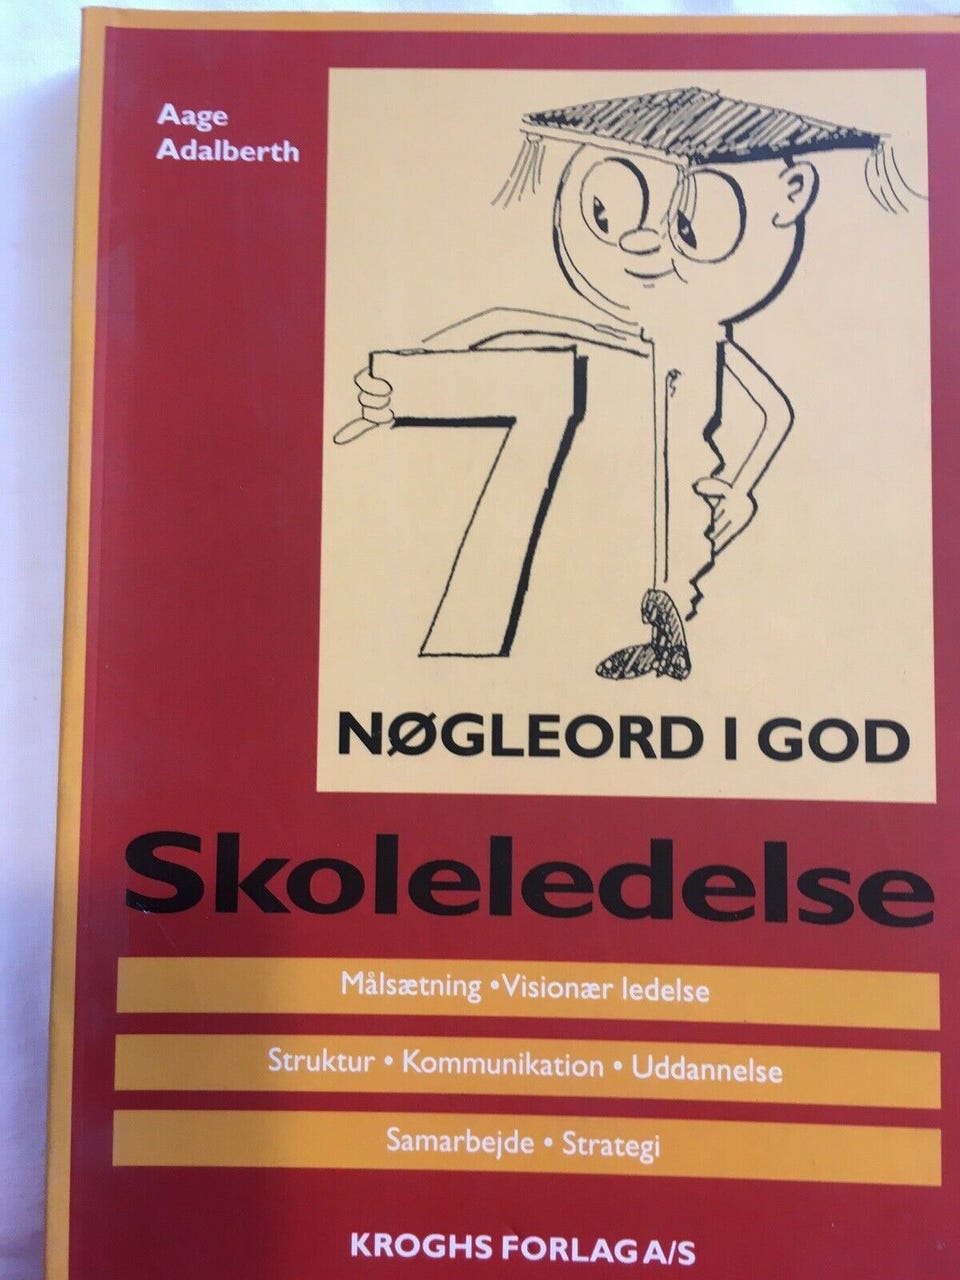 Aage
Adalberth
7
NØGLEORD I GOD
Skoleledelse
Målsætning • Visionær ledelse
Struktur • Kommunikation • Uddannelse
Samarbejde • Strategi
KROGHS FORLAG A/S